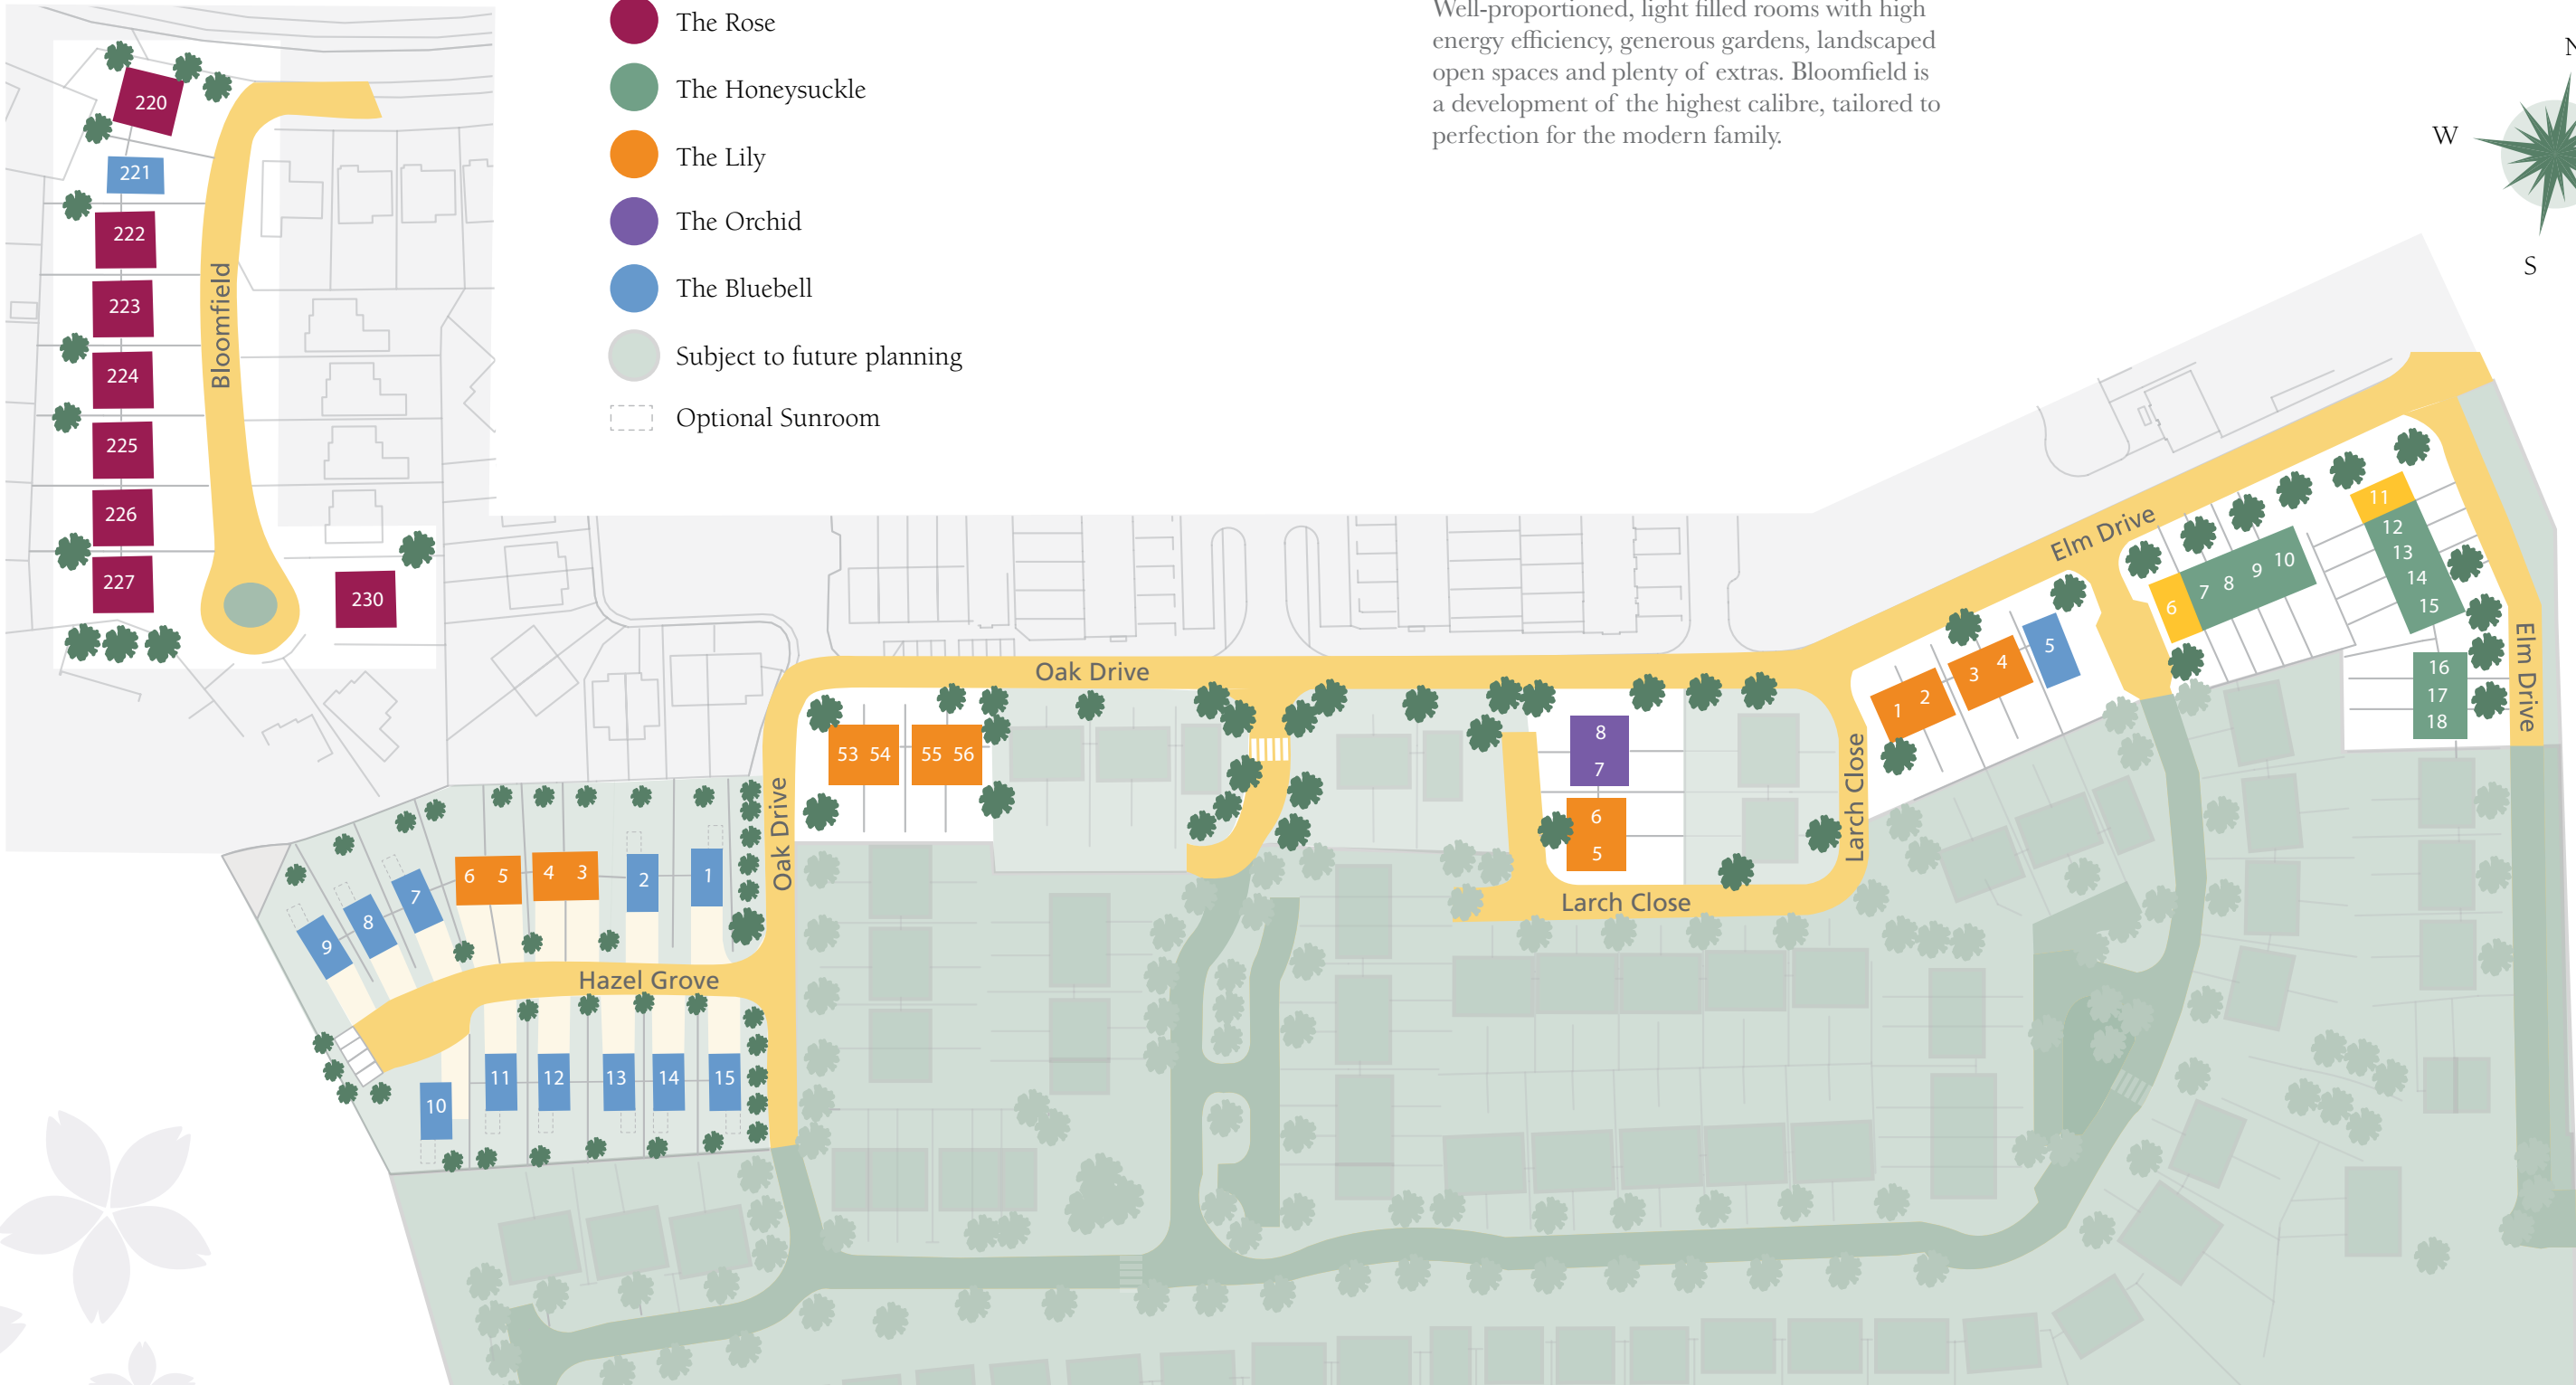 The Rose
The Honeysuckle
The Lily
The Orchid
The Bluebell
Subject to future planning
Optional Sunroom
Well-proportioned, light filled rooms with high
energy efficiency, generous gardens, landscaped
open spaces and plenty of extras. Bloomfield is
a development of the highest calibre, tailored to
perfection for the modern family.
N
W
S
220
221
222
223
224
225
226
227
230
Bloomfield
Oak Drive
Oak Drive
53 54
55 56
Hazel Grove
9
8
7
6 5
4 3
2
1
10
11
12
13
14
15
8
7
6
5
Larch Close
Larch Close
Elm Drive
1 2
3 4
5
6
7 8 9 10
11
12
13
14
15
16
17
18
Elm Drive